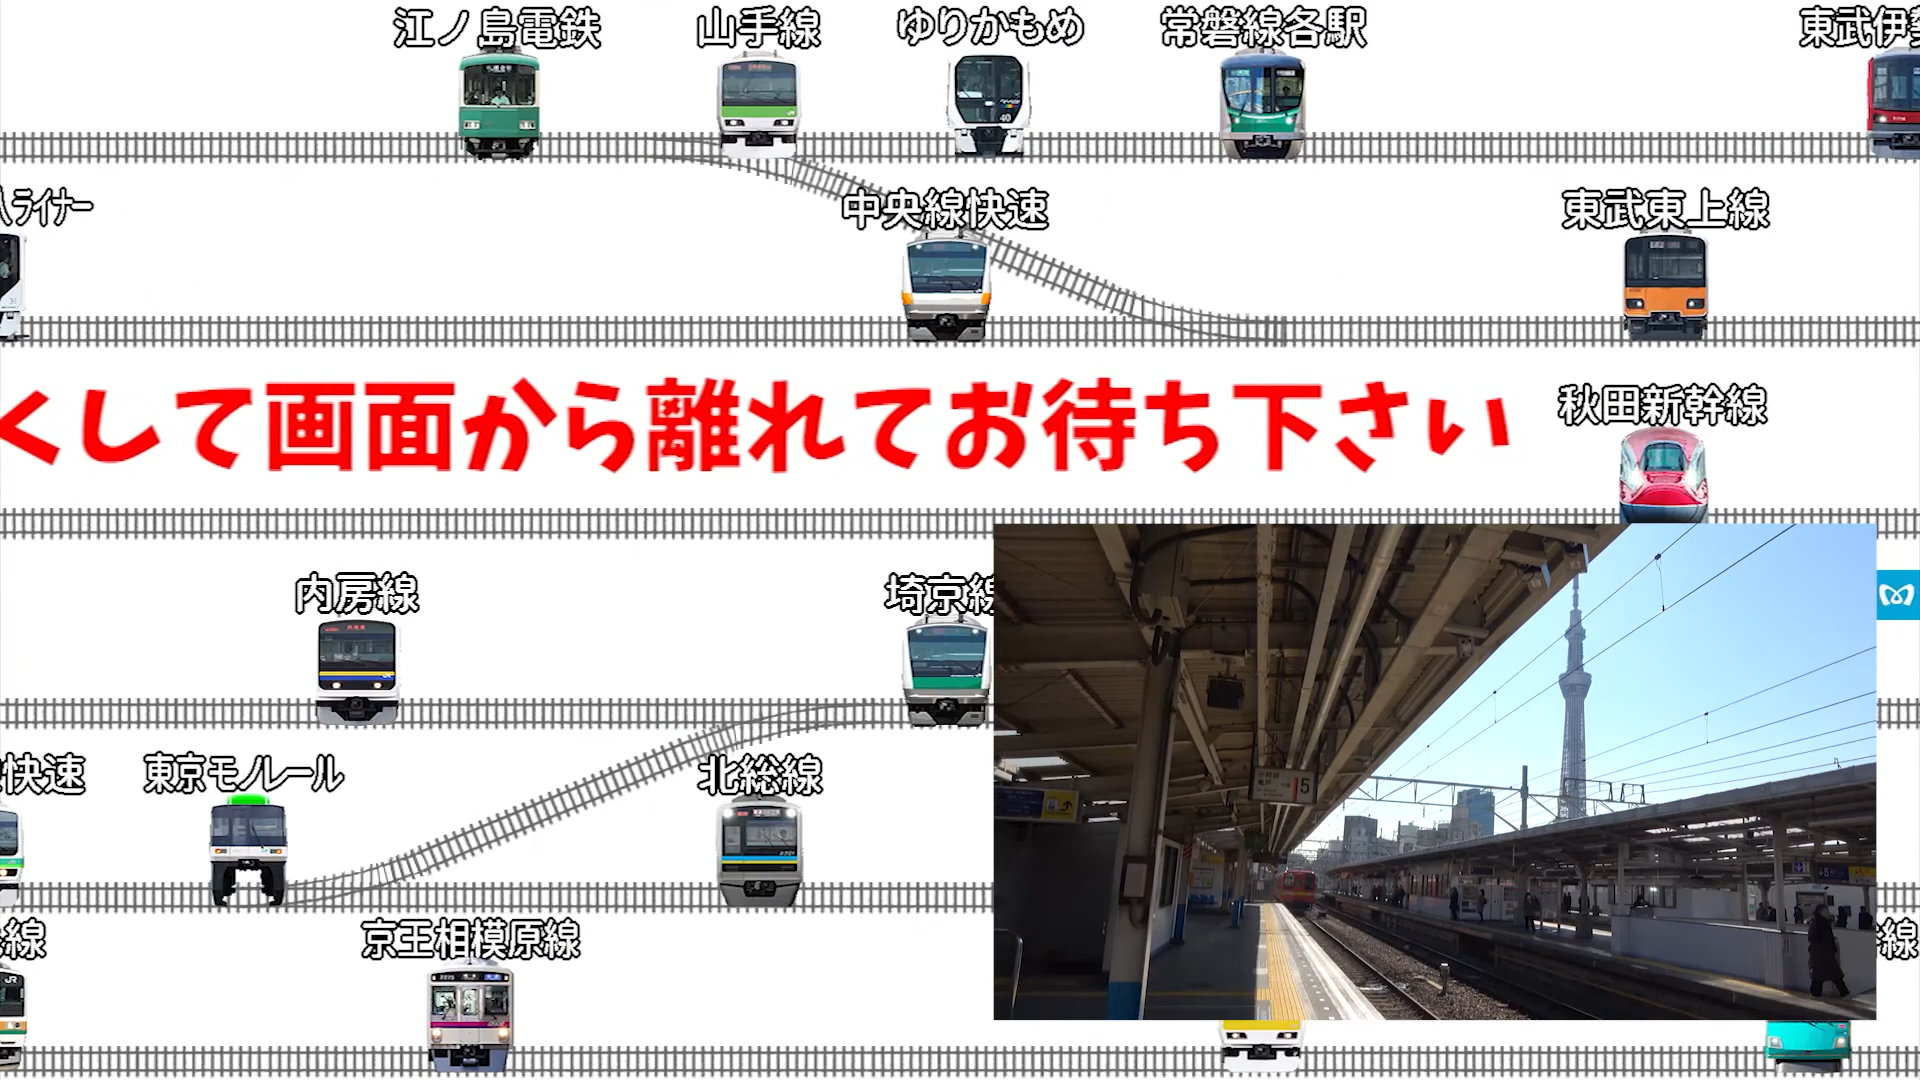 江ノ島電鉄
山手線
ゆりかもめ
常磐線各駅
東武伊勢
ライナー
中央線快速
東武東上線
くして画面から離れてお待ち下さい
秋田新幹線
内房線
埼京線
快速
東京モノレール
北総線
5
線
京王相模原線
線